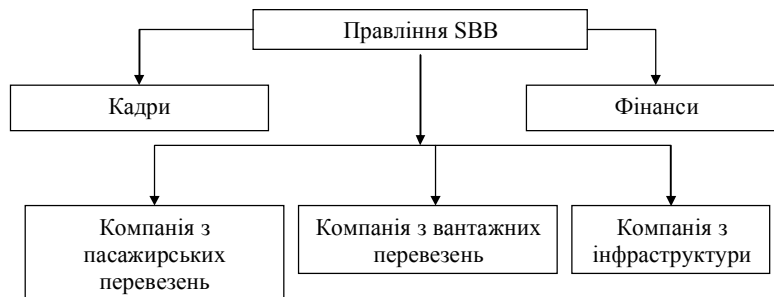 Правління SBB
Кадри
Фінанси
Компанія з
пасажирських
перевезень
Компанія з вантажних
перевезень
Компанія з
інфраструктури